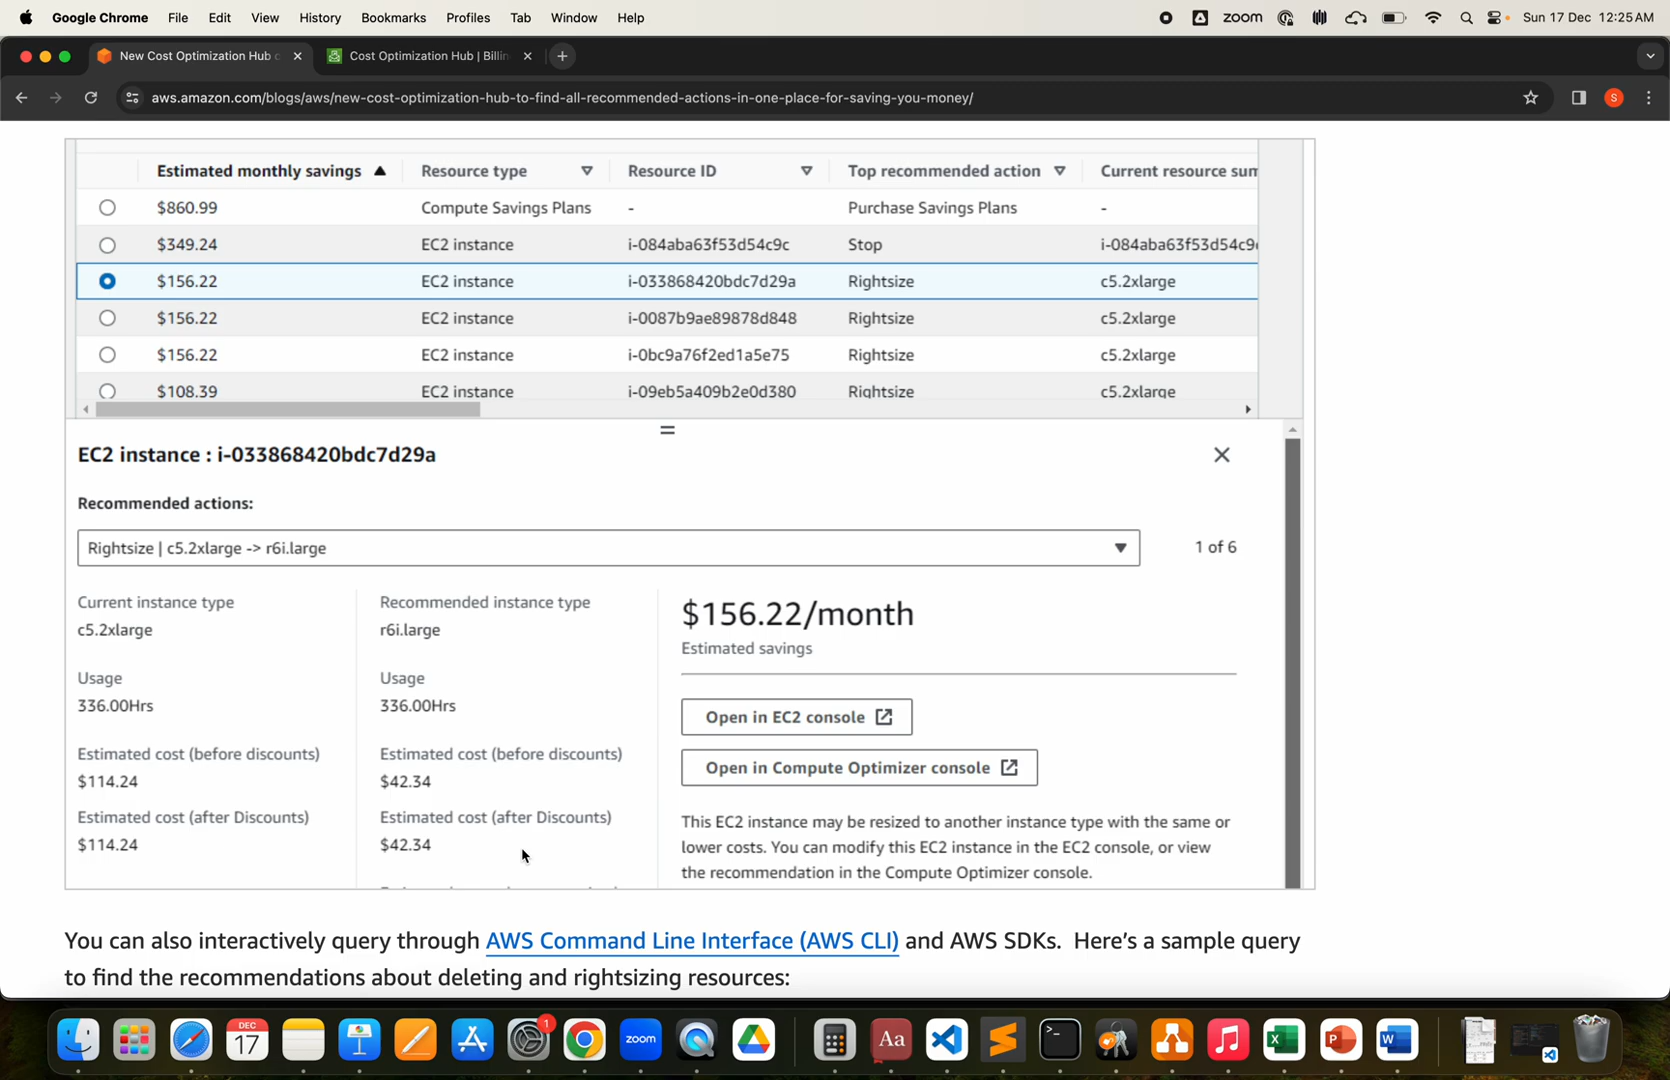 Google Chrome File Edit View History Bookmarks Profiles Tab Window Help zoom Sun 17 Dec 12:25 AM
New Cost Optimization Hub Cost Optimization Hub | Billin
aws.amazon.com/blogs/aws/new-cost-optimization-hub-to-find-all-recommended-actions-in-one-place-for-saving-you-money/ S
Estimated monthly savings Resource type Resource ID Top recommended action Current resource sum
$860.99 Compute Savings Plans - Purchase Savings Plans -
$349.24 EC2 instance i-084aba63f53d54c9c Stop i-084aba63f53d54c9
$156.22 EC2 instance i-033868420bdc7d29a Rightsize c5.2xlarge
$156.22 EC2 instance i-0087b9ae89878d848 Rightsize c5.2xlarge
$156.22 EC2 instance i-0bc9a76f2ed1a5e75 Rightsize c5.2xlarge
$108.39 EC2 instance i-09eb5a409b2e0d380 Rightsize c5.2xlarge
EC2 instance : i-033868420bdc7d29a
Recommended actions:
Rightsize | c5.2xlarge -> r6i.large 1 of 6
Current instance type
c5.2xlarge
Usage
336.00Hrs
Estimated cost (before discounts)
$114.24
Estimated cost (after Discounts)
$114.24
Recommended instance type
r6i.large
Usage
336.00Hrs
Estimated cost (before discounts)
$42.34
Estimated cost (after Discounts)
$42.34
$156.22/month
Estimated savings
Open in EC2 console
Open in Compute Optimizer console
This EC2 instance may be resized to another instance type with the same or
lower costs. You can modify this EC2 instance in the EC2 console, or view
the recommendation in the Compute Optimizer console.
You can also interactively query through AWS Command Line Interface (AWS CLI) and AWS SDKs. Here’s a sample query
to find the recommendations about deleting and rightsizing resources:
DEC
17
1
zoom
Aa
>_
X
P
W